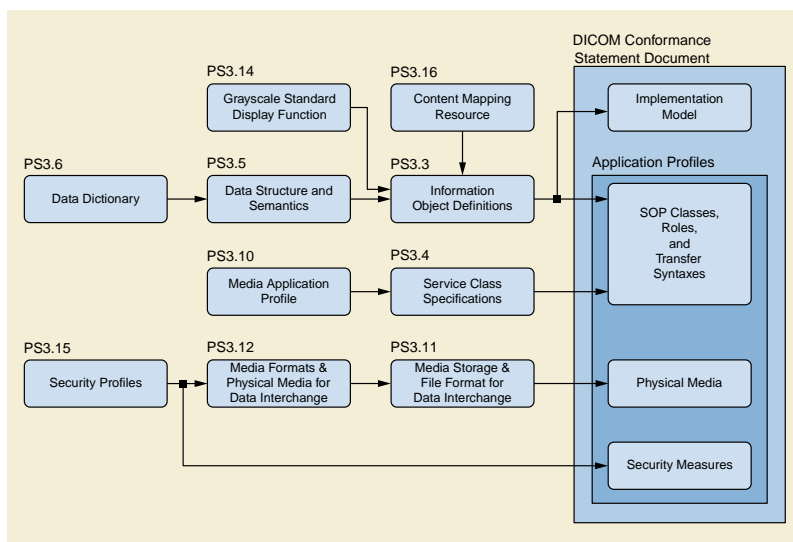 DICOM Conformance
Statement Document
PS3.14
Grayscale Standard
Display Function
PS3.16
Content Mapping
Resource
Implementation
Model
PS3.6
Data Dictionary
PS3.5
Data Structure and
Semantics
PS3.3
Information
Object Definitions
Application Profiles
SOP Classes,
Roles,
and
Transfer
Syntaxes
PS3.10
Media Application
Profile
PS3.4
Service Class
Specifications
PS3.15
Security Profiles
PS3.12
Media Formats &
Physical Media for
Data Interchange
PS3.11
Media Storage &
File Format for
Data Interchange
Physical Media
Security Measures